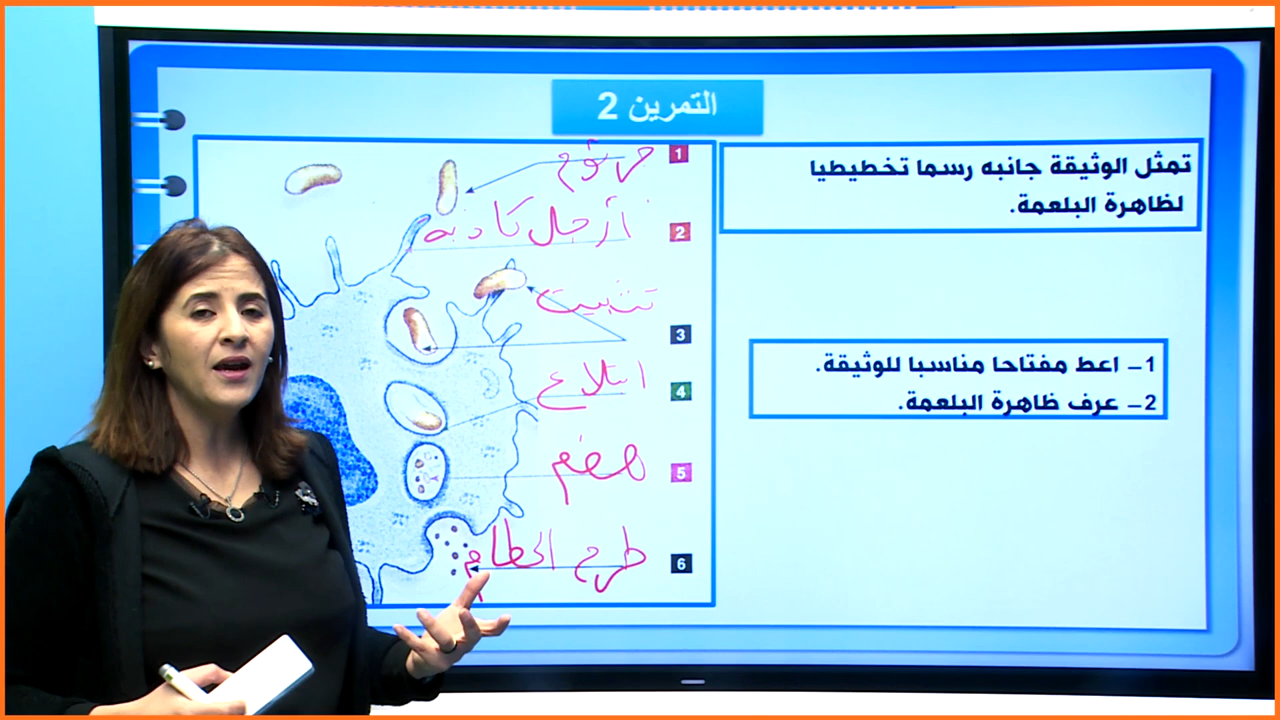 التمرين 2
تمثل الوثيقة جانبه رسما تخطيطيا
لظاهرة البلعمة.
1 – اعط مفتاحا مناسبا للوثيقة.
2 – عرف ظاهرة البلعمة.
1 جرثوم
2 أرجل كاذبة
3 تثبيت
4 ابتلاع
5 هضم
6 طرح الحطام